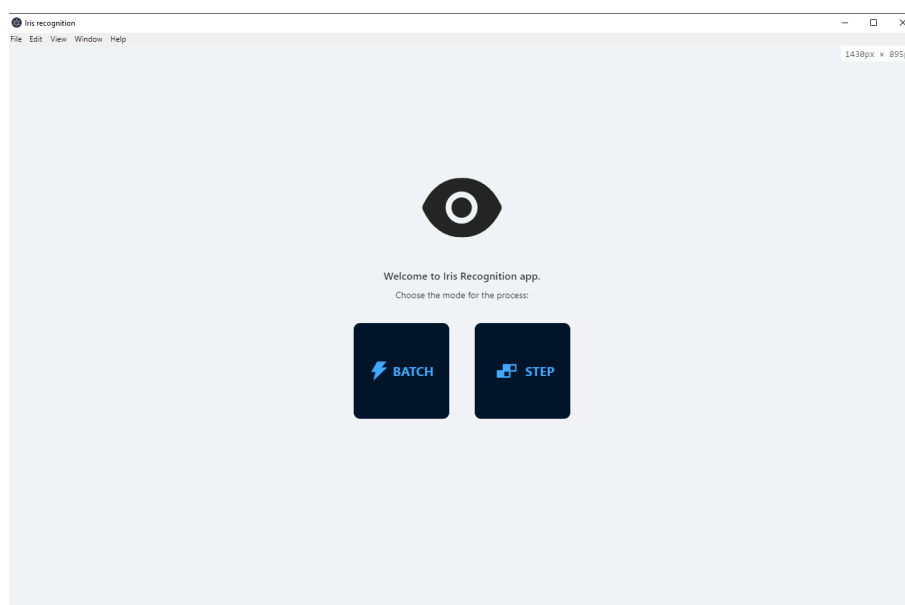 Iris recognition
File Edit View Window Help
1430px × 895p
Welcome to Iris Recognition app.
Choose the mode for the process:
BATCH STEP